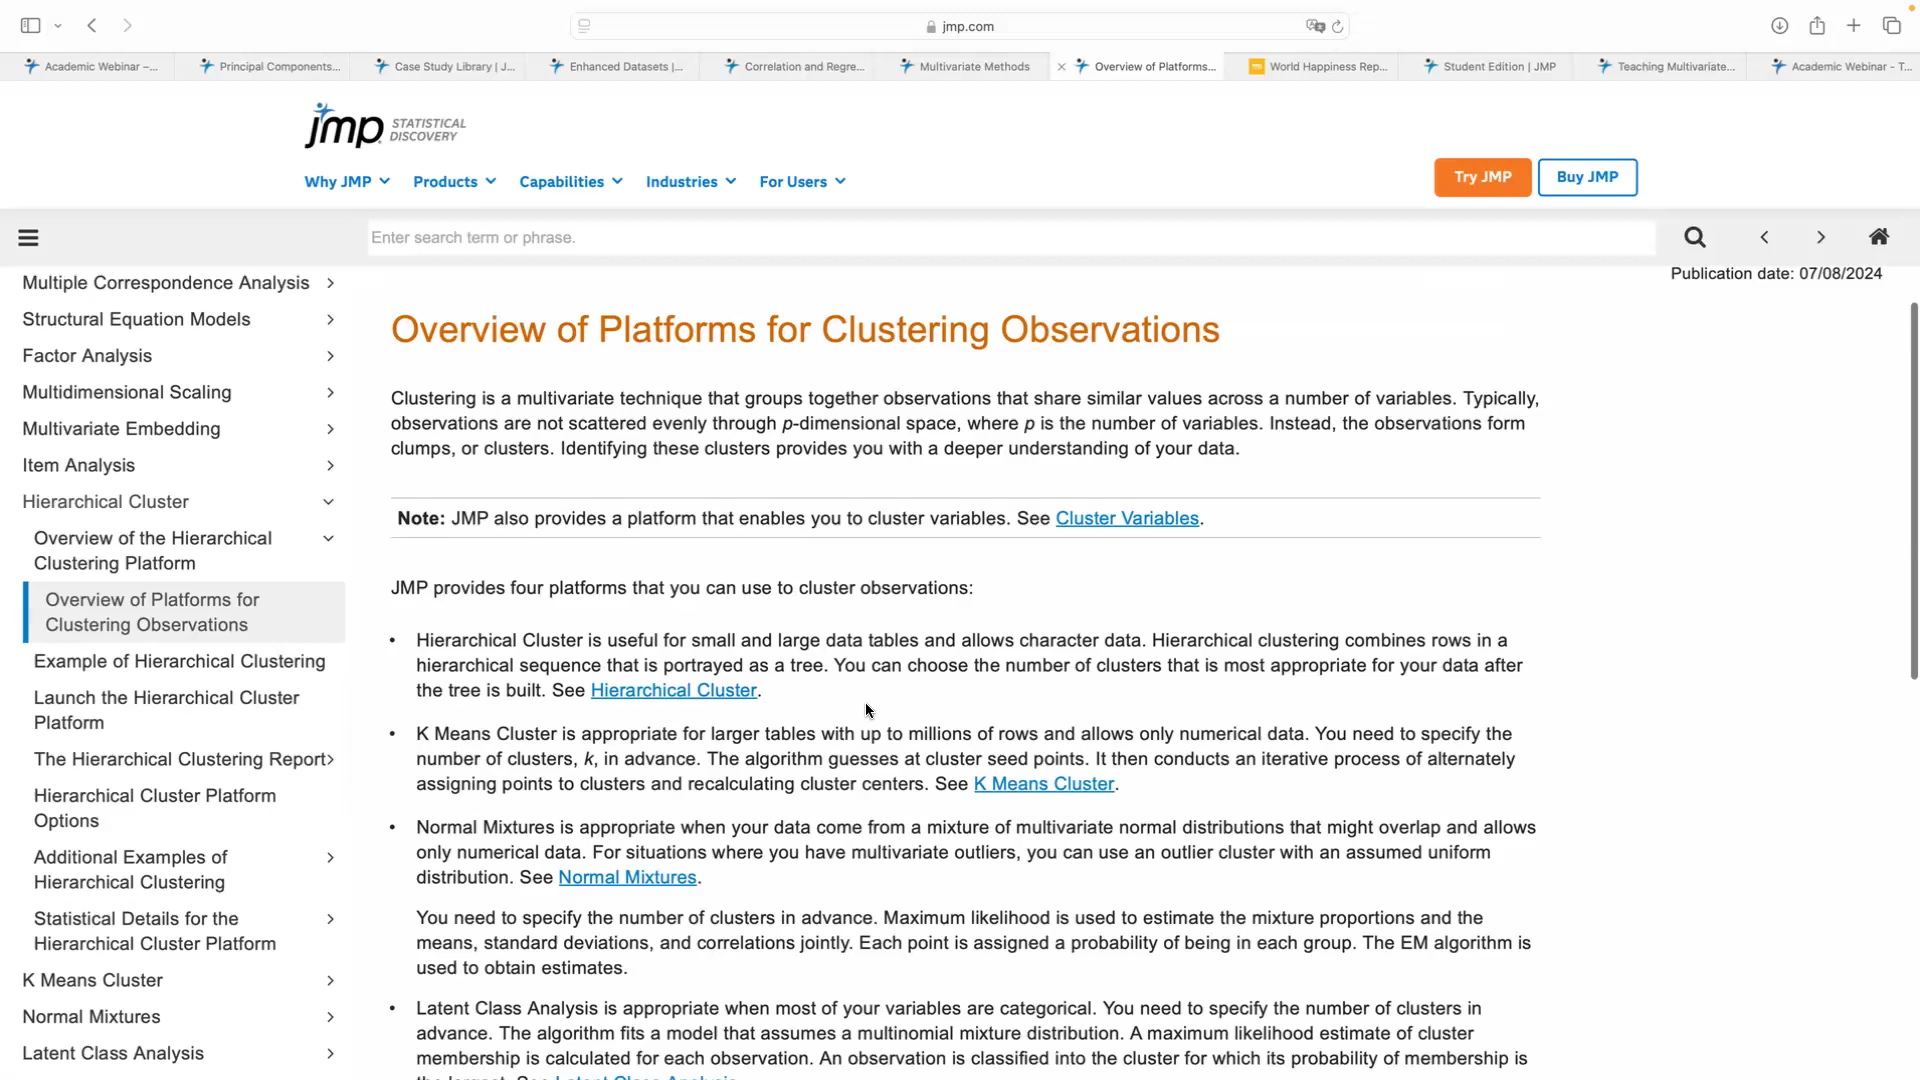 jmp.com
Academic Webinar –...
Principal Components...
Case Study Library | J...
Enhanced Datasets |...
Correlation and Regre...
Multivariate Methods
Overview of Platforms...
World Happiness Rep...
Student Edition | JMP
Teaching Multivariate...
Academic Webinar - T...
jmp STATISTICAL
DISCOVERY
Why JMP
Products
Capabilities
Industries
For Users
Try JMP
Buy JMP
Enter search term or phrase.
Publication date: 07/08/2024
Multiple Correspondence Analysis
Structural Equation Models
Factor Analysis
Multidimensional Scaling
Multivariate Embedding
Item Analysis
Hierarchical Cluster
Overview of the Hierarchical
Clustering Platform
Overview of Platforms for
Clustering Observations
Example of Hierarchical Clustering
Launch the Hierarchical Cluster
Platform
The Hierarchical Clustering Report
Hierarchical Cluster Platform
Options
Additional Examples of
Hierarchical Clustering
Statistical Details for the
Hierarchical Cluster Platform
K Means Cluster
Normal Mixtures
Latent Class Analysis
Overview of Platforms for Clustering Observations
Clustering is a multivariate technique that groups together observations that share similar values across a number of variables. Typically,
observations are not scattered evenly through p-dimensional space, where p is the number of variables. Instead, the observations form
clumps, or clusters. Identifying these clusters provides you with a deeper understanding of your data.
Note: JMP also provides a platform that enables you to cluster variables. See Cluster Variables.
JMP provides four platforms that you can use to cluster observations:
• Hierarchical Cluster is useful for small and large data tables and allows character data. Hierarchical clustering combines rows in a
hierarchical sequence that is portrayed as a tree. You can choose the number of clusters that is most appropriate for your data after
the tree is built. See Hierarchical Cluster.
• K Means Cluster is appropriate for larger tables with up to millions of rows and allows only numerical data. You need to specify the
number of clusters, k, in advance. The algorithm guesses at cluster seed points. It then conducts an iterative process of alternately
assigning points to clusters and recalculating cluster centers. See K Means Cluster.
• Normal Mixtures is appropriate when your data come from a mixture of multivariate normal distributions that might overlap and allows
only numerical data. For situations where you have multivariate outliers, you can use an outlier cluster with an assumed uniform
distribution. See Normal Mixtures.
You need to specify the number of clusters in advance. Maximum likelihood is used to estimate the mixture proportions and the
means, standard deviations, and correlations jointly. Each point is assigned a probability of being in each group. The EM algorithm is
used to obtain estimates.
• Latent Class Analysis is appropriate when most of your variables are categorical. You need to specify the number of clusters in
advance. The algorithm fits a model that assumes a multinomial mixture distribution. A maximum likelihood estimate of cluster
membership is calculated for each observation. An observation is classified into the cluster for which its probability of membership is
the largest. See Latent Class Analysis.